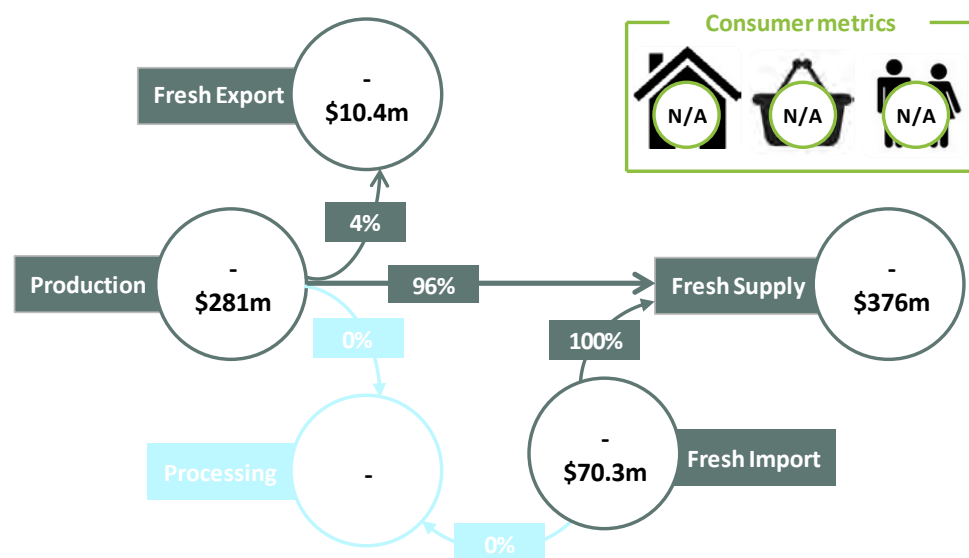 Consumer metrics
N/A
N/A
N/A
Fresh Export
-
$10.4m
4%
Production
-
$281m
96%
Fresh Supply
-
$376m
0%
100%
Processing
-
-
$70.3m
Fresh Import
0%